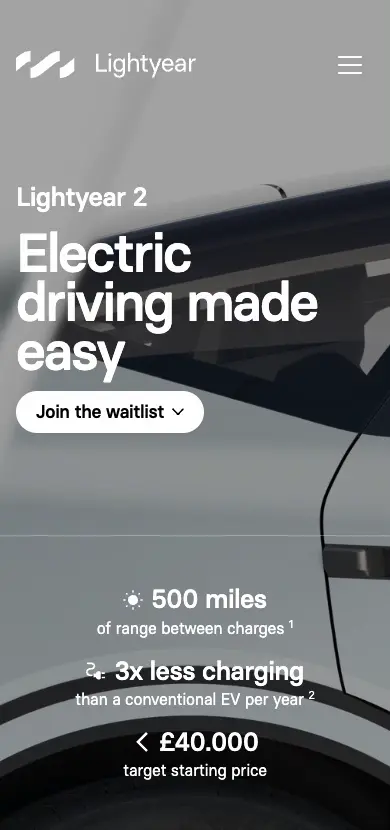 Lightyear
Lightyear 2
Electric
driving made
easy
Join the waitlist
500 miles
of range between charges ¹
3x less charging
than a conventional EV per year ²
< £40.000
target starting price